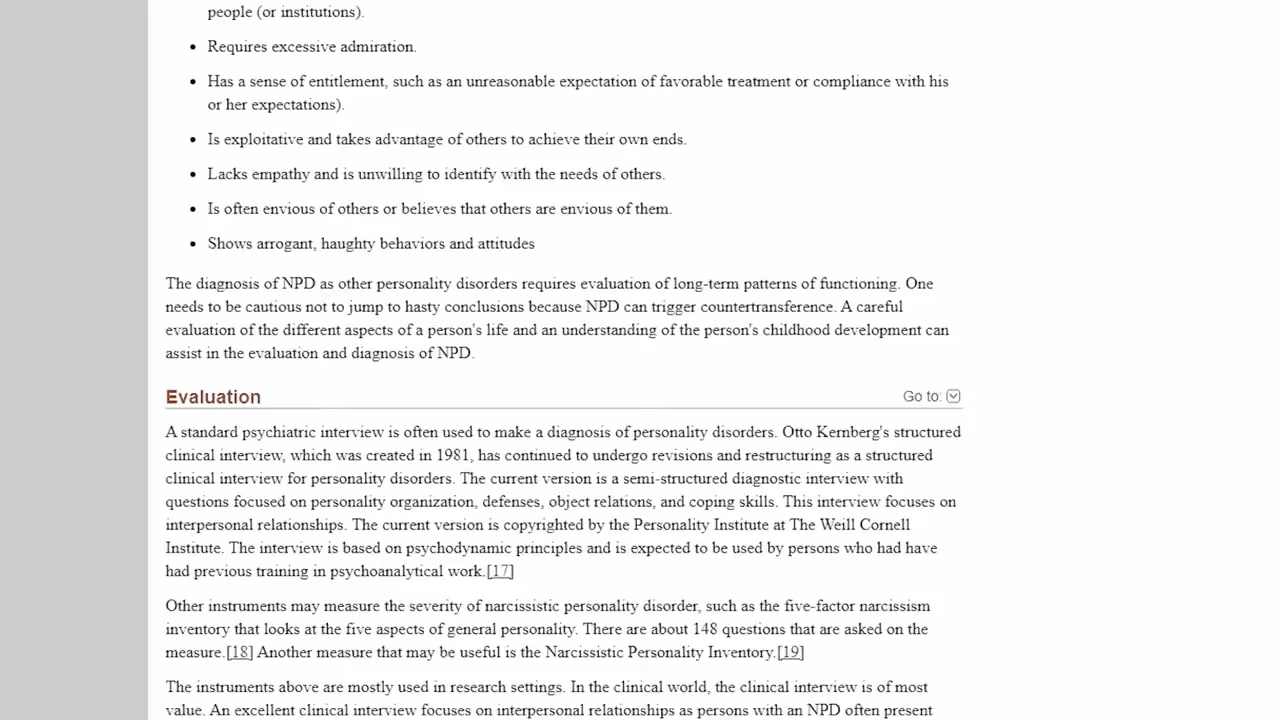 people (or institutions).
• Requires excessive admiration.
• Has a sense of entitlement, such as an unreasonable expectation of favorable treatment or compliance with his
or her expectations).
• Is exploitative and takes advantage of others to achieve their own ends.
• Lacks empathy and is unwilling to identify with the needs of others.
• Is often envious of others or believes that others are envious of them.
• Shows arrogant, haughty behaviors and attitudes
The diagnosis of NPD as other personality disorders requires evaluation of long-term patterns of functioning. One
needs to be cautious not to jump to hasty conclusions because NPD can trigger countertransference. A careful
evaluation of the different aspects of a person's life and an understanding of the person's childhood development can
assist in the evaluation and diagnosis of NPD.
Evaluation Go to:
A standard psychiatric interview is often used to make a diagnosis of personality disorders. Otto Kernberg's structured
clinical interview, which was created in 1981, has continued to undergo revisions and restructuring as a structured
clinical interview for personality disorders. The current version is a semi-structured diagnostic interview with
questions focused on personality organization, defenses, object relations, and coping skills. This interview focuses on
interpersonal relationships. The current version is copyrighted by the Personality Institute at The Weill Cornell
Institute. The interview is based on psychodynamic principles and is expected to be used by persons who had have
had previous training in psychoanalytical work.[17]
Other instruments may measure the severity of narcissistic personality disorder, such as the five-factor narcissism
inventory that looks at the five aspects of general personality. There are about 148 questions that are asked on the
measure.[18] Another measure that may be useful is the Narcissistic Personality Inventory.[19]
The instruments above are mostly used in research settings. In the clinical world, the clinical interview is of most
value. An excellent clinical interview focuses on interpersonal relationships as persons with an NPD often present